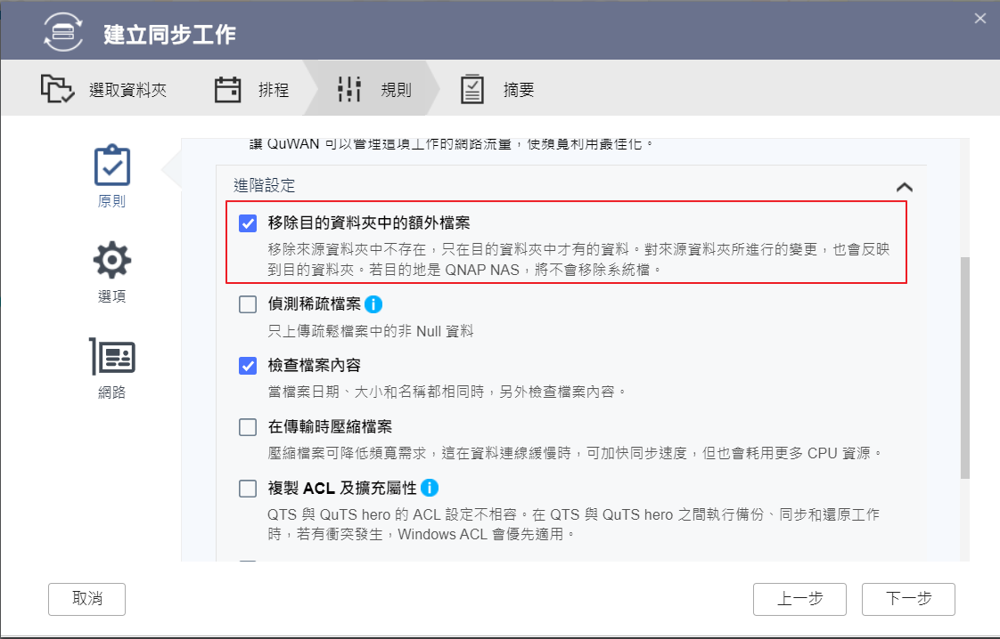 建立同步工作
選取資料夾
排程
規則
摘要
原則
選項
網路
讓 QuWAN 可以管理這項工作的網路流量，使頻寬利用最佳化。
進階設定
移除目的資料夾中的額外檔案
移除來源資料夾中不存在，只在目的資料夾中才有的資料。對來源資料夾所進行的變更，也會反映
到目的資料夾。若目的地是 QNAP NAS，將不會移除系統檔。
偵測稀疏檔案
只上傳疏鬆檔案中的非 Null 資料
檢查檔案內容
當檔案日期、大小和名稱都相同時，另外檢查檔案內容。
在傳輸時壓縮檔案
壓縮檔案可降低頻寬需求，這在資料連線緩慢時，可加快同步速度，但也會耗用更多 CPU 資源。
複製 ACL 及擴充屬性
QTS 與 QuTS hero 的 ACL 設定不相容。在 QTS 與 QuTS hero 之間執行備份、同步和還原工作
時，若有衝突發生，Windows ACL 會優先適用。
取消
上一步
下一步